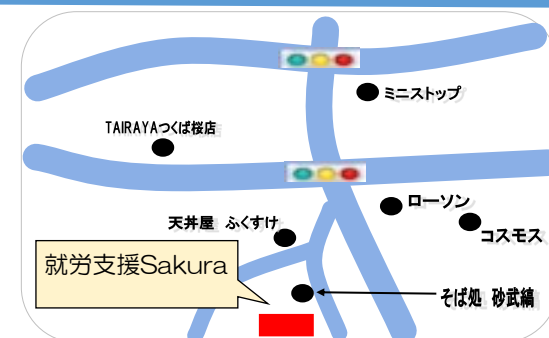 ミニストップ
TAIRAYAつくば桜店
ローソン
天丼屋 ふくすけ
コスモス
就労支援Sakura
そば処 砂武縞